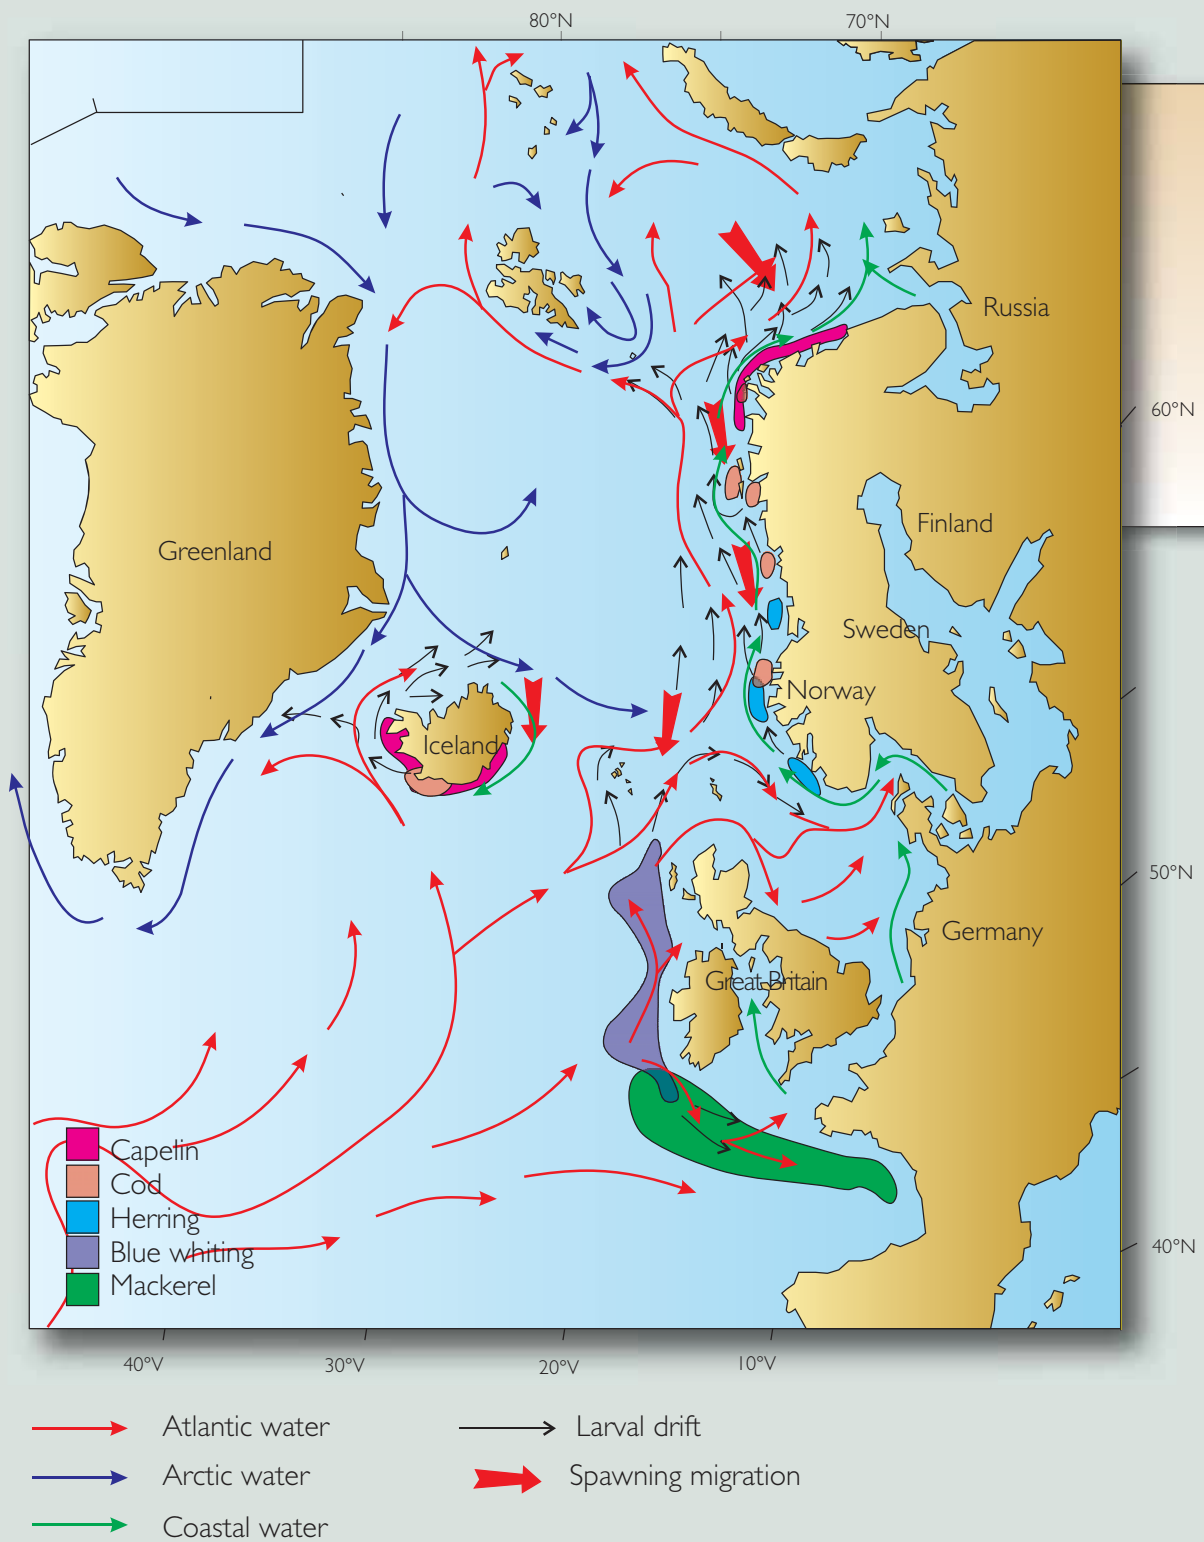 80°N
70°N
Russia
60°N
Finland
Greenland
Sweden
Norway
Iceland
50°N
Germany
Great Britain
Capelin
Cod
Herring
Blue whiting
40°N
Mackerel
40°V
30°V
20°V
10°V
Atlantic water
Larval drift
Arctic water
Spawning migration
Coastal water